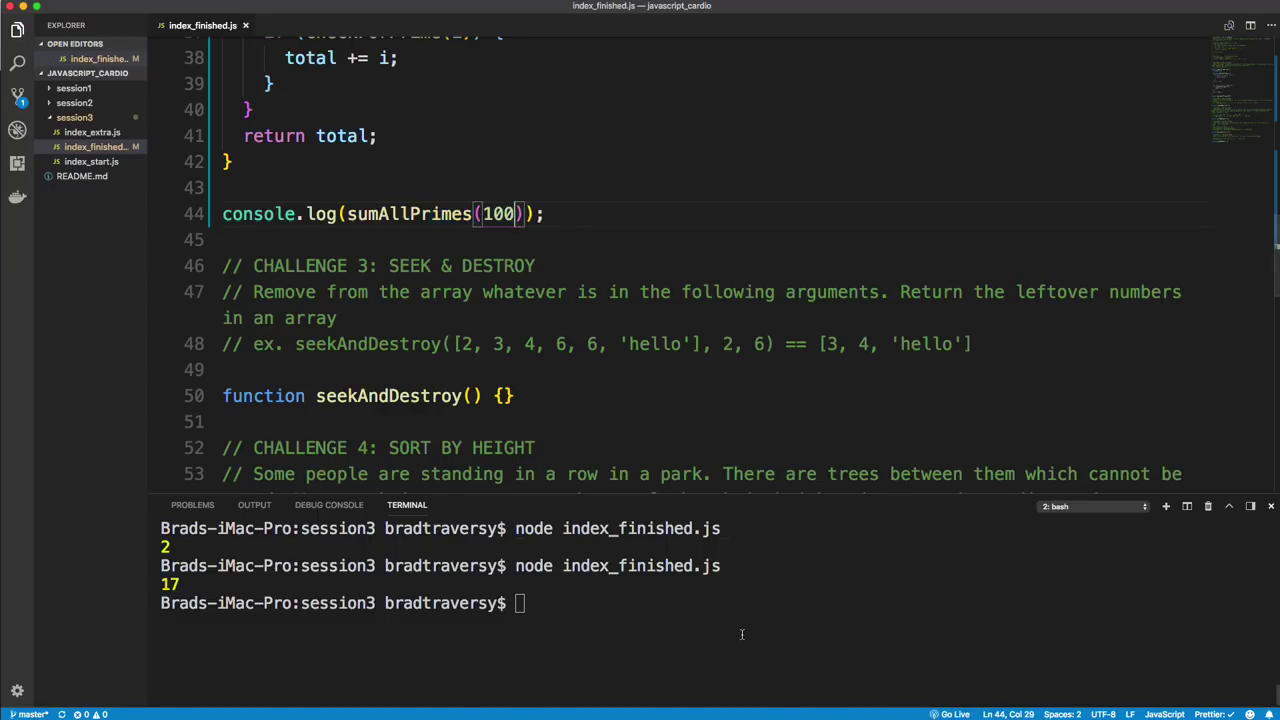 index_finished.js — javascript_cardio
EXPLORER
index_finished.js ×
OPEN EDITORS
index_finishe.. M
JAVASCRIPT_CARDIO
session1
session2
session3
JS index_extra.js
JS index_finished... M
JS index_start.js
README.md
1
38 total += i;
39 }
40 }
41 return total;
42 }
43
44 console.log(sumAllPrimes(100));
45
46 // CHALLENGE 3: SEEK & DESTROY
47 // Remove from the array whatever is in the following arguments. Return the leftover numbers
in an array
48 // ex. seekAndDestroy([2, 3, 4, 6, 6, 'hello'], 2, 6) == [3, 4, 'hello']
49
50 function seekAndDestroy() {}
51
52 // CHALLENGE 4: SORT BY HEIGHT
53 // Some people are standing in a row in a park. There are trees between them which cannot be
PROBLEMS OUTPUT DEBUG CONSOLE TERMINAL 2: bash
Brads-iMac-Pro:session3 bradtraversy$ node index_finished.js
2
Brads-iMac-Pro:session3 bradtraversy$ node index_finished.js
17
Brads-iMac-Pro:session3 bradtraversy$
master* 0 0 Go Live Ln 44, Col 29 Spaces: 2 UTF-8 LF JavaScript Prettier: ✓